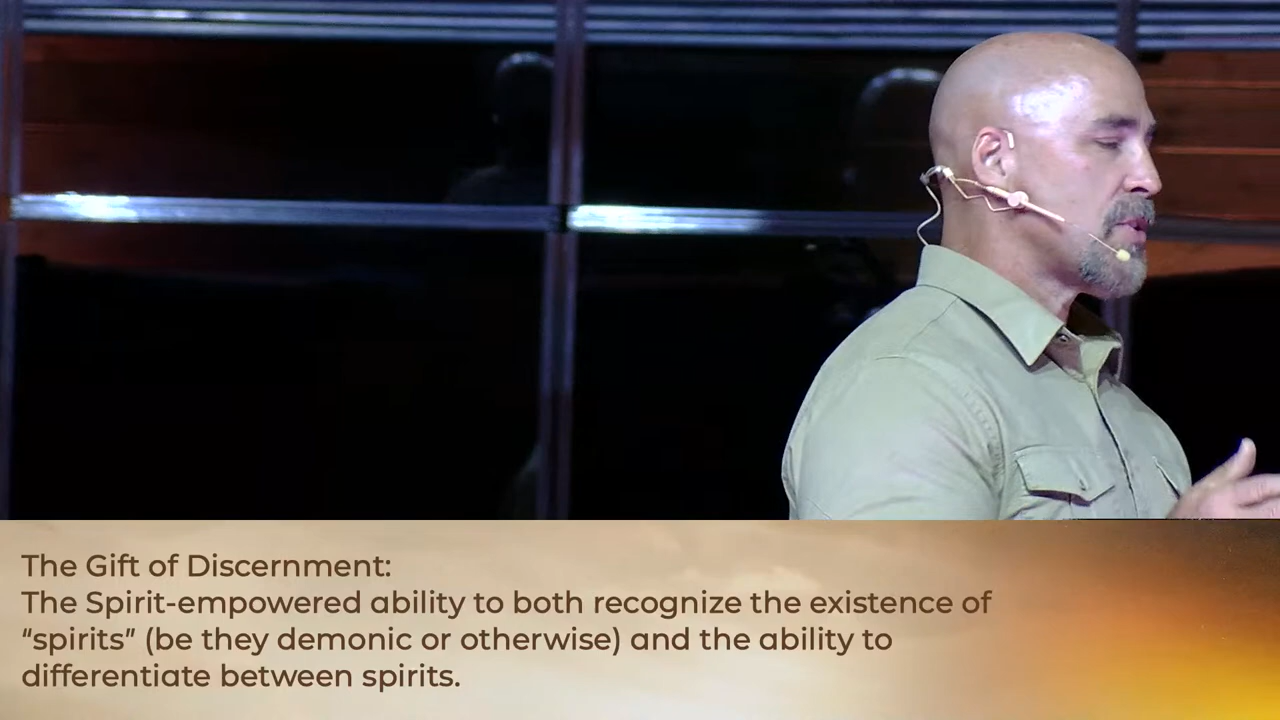 The Gift of Discernment:
The Spirit-empowered ability to both recognize the existence of
“spirits” (be they demonic or otherwise) and the ability to
differentiate between spirits.